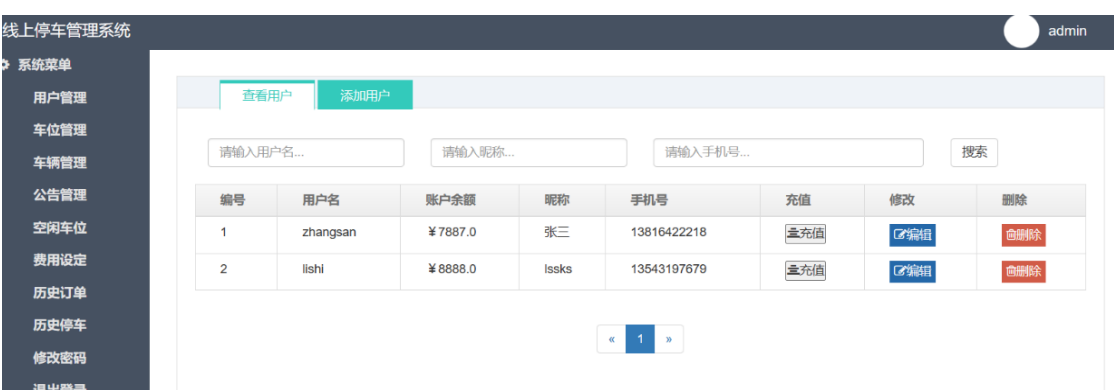 线上停车管理系统
admin
系统菜单
用户管理
车位管理
车辆管理
公告管理
空闲车位
费用设定
历史订单
历史停车
修改密码
退出登录
查看用户 添加用户
请输入用户名... 请输入昵称... 请输入手机号... 搜索
编号 用户名 账户余额 昵称 手机号 充值 修改 删除
1 zhangsan ¥7887.0 张三 13816422218 充值 编辑 删除
2 lishi ¥8888.0 lssks 13543197679 充值 编辑 删除
« 1 »